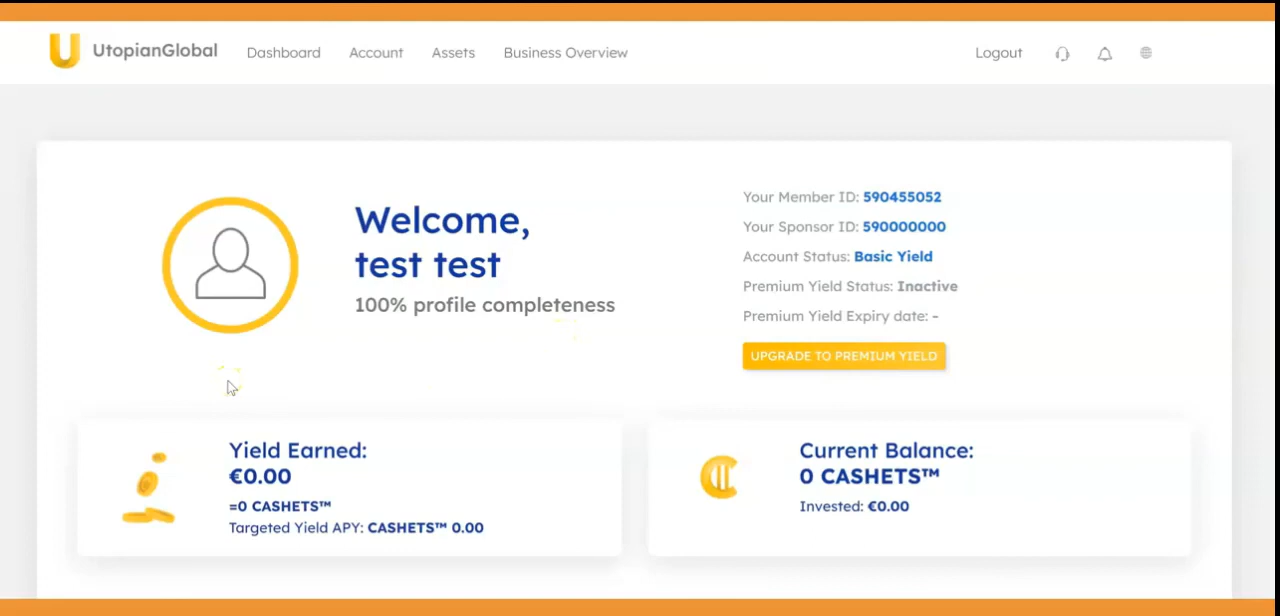 UtopianGlobal Dashboard Account Assets Business Overview Logout
Welcome,
test test
100% profile completeness
Your Member ID: 590455052
Your Sponsor ID: 590000000
Account Status: Basic Yield
Premium Yield Status: Inactive
Premium Yield Expiry date: -
UPGRADE TO PREMIUM YIELD
Yield Earned:
€0.00
=0 CASHETS™
Targeted Yield APY: CASHETS™ 0.00
Current Balance:
0 CASHETS™
Invested: €0.00